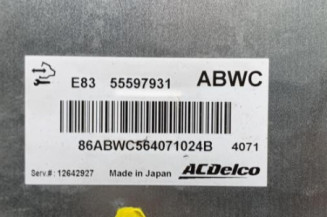 E83 55597931 ABWC
86ABWC564071024B 4071
Serv.#: 12642927 Made in Japan ACDelco